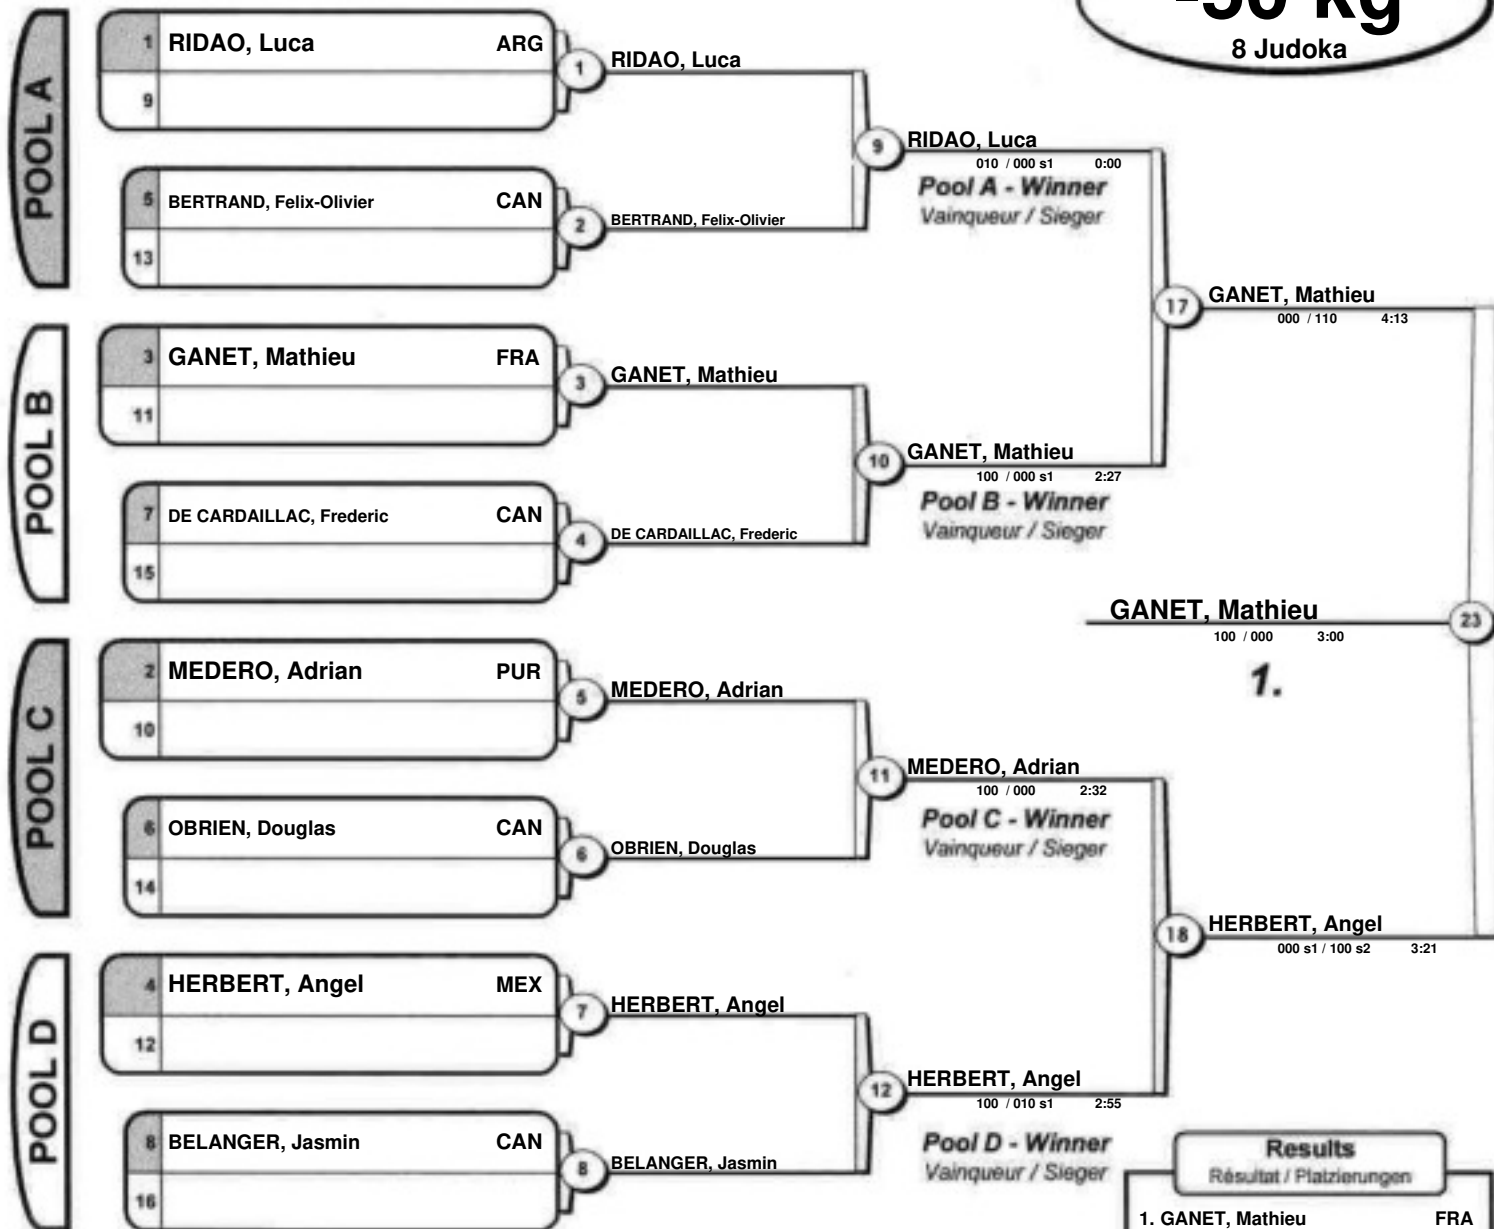 8 Judoka
POOL A
1 RIDAO, Luca ARG
9
1 RIDAO, Luca
5 BERTRAND, Felix-Olivier CAN
13
2 BERTRAND, Felix-Olivier
9 RIDAO, Luca
010 / 000 s1 0:00
Pool A - Winner
Vainqueur / Sieger
POOL B
3 GANET, Mathieu FRA
11
3 GANET, Mathieu
7 DE CARDAILLAC, Frederic CAN
15
4 DE CARDAILLAC, Frederic
10 GANET, Mathieu
100 / 000 s1 2:27
Pool B - Winner
Vainqueur / Sieger
17 GANET, Mathieu
000 / 110 4:13
GANET, Mathieu 23
100 / 000 3:00
1.
POOL C
2 MEDERO, Adrian PUR
10
5 MEDERO, Adrian
6 OBRIEN, Douglas CAN
14
6 OBRIEN, Douglas
11 MEDERO, Adrian
100 / 000 2:32
Pool C - Winner
Vainqueur / Sieger
POOL D
4 HERBERT, Angel MEX
12
7 HERBERT, Angel
8 BELANGER, Jasmin CAN
16
8 BELANGER, Jasmin
12 HERBERT, Angel
100 / 010 s1 2:55
Pool D - Winner
Vainqueur / Sieger
18 HERBERT, Angel
000 s1 / 100 s2 3:21
Results
Résultat / Platzierungen
1. GANET, Mathieu FRA